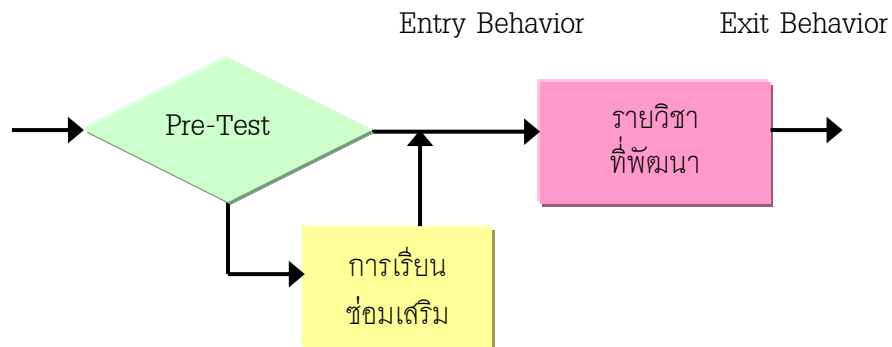 Entry Behavior
Exit Behavior
Pre-Test
รายวิชา
ที่พัฒนา
การเรียน
ซ่อมเสริม